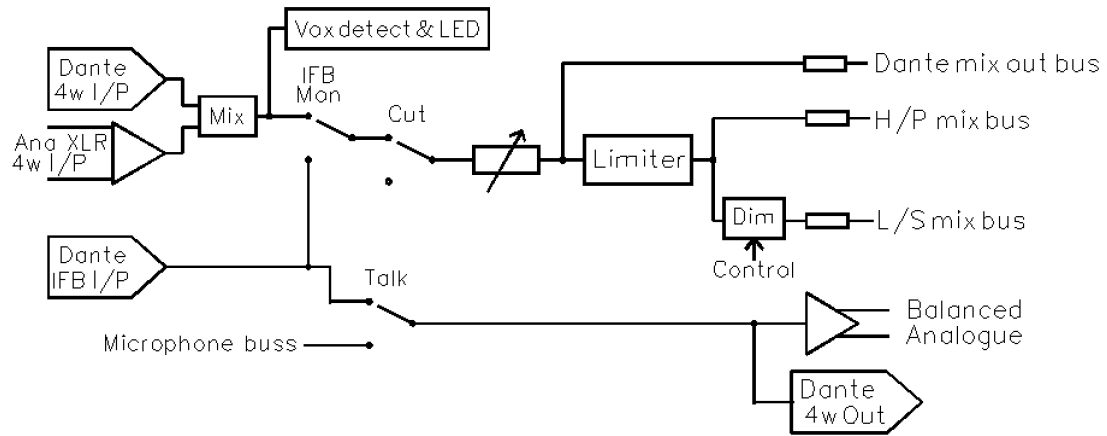 Vox detect & LED
Dante
4w I/P
IFB
Mon
Cut
Mix
Ana XLR
4w I/P
Dante mix out bus
H/P mix bus
Limiter
Dim
L/S mix bus
Control
Dante
IFB I/P
Talk
Microphone buss
Balanced
Analogue
Dante
4w Out